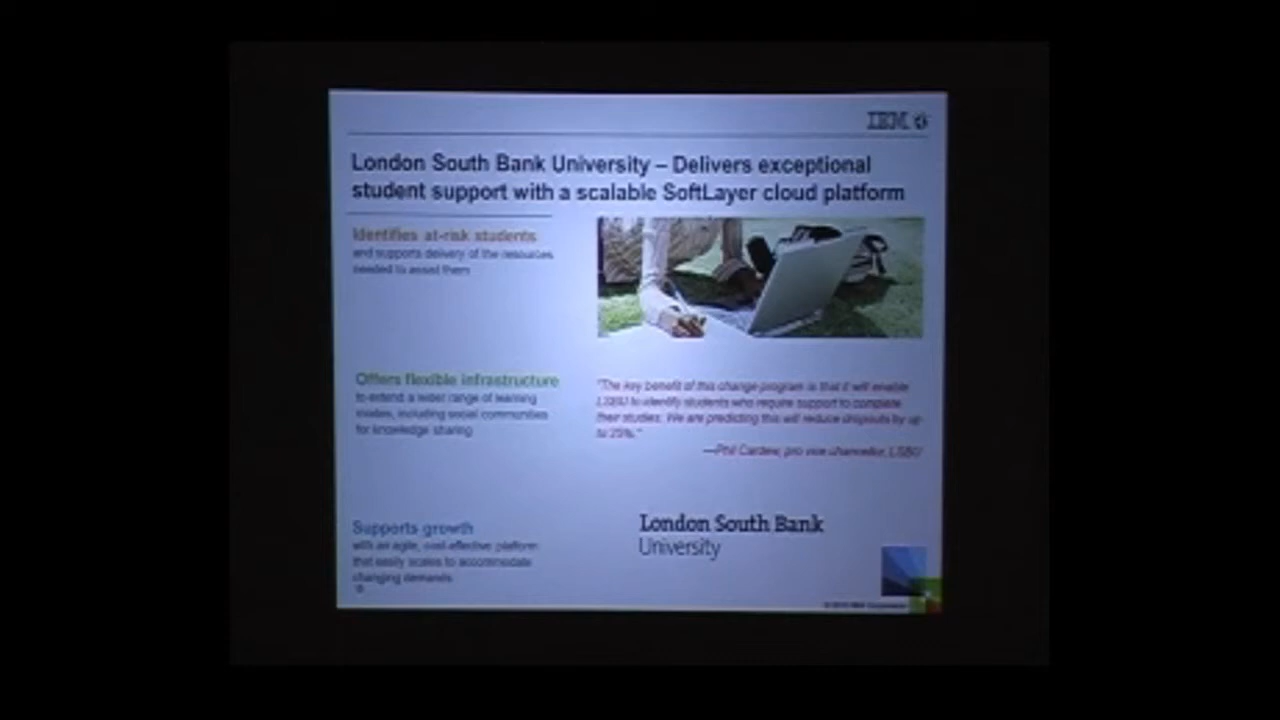 IBM
London South Bank University – Delivers exceptional
student support with a scalable SoftLayer cloud platform
Identifies at-risk students
and supports delivery of the resources
needed to assist them
Offers flexible infrastructure
to extend a wider range of learning
modes, including social communities
for knowledge sharing
"The key benefit of this change program is that it will enable
LSBU to identify students who require support to complete
their studies. We are predicting this will reduce dropouts by up
to 25%."
—Phil Cardew, pro vice chancellor, LSBU
Supports growth
with an agile, cost-effective platform
that easily scales to accommodate
changing demands
London South Bank
University